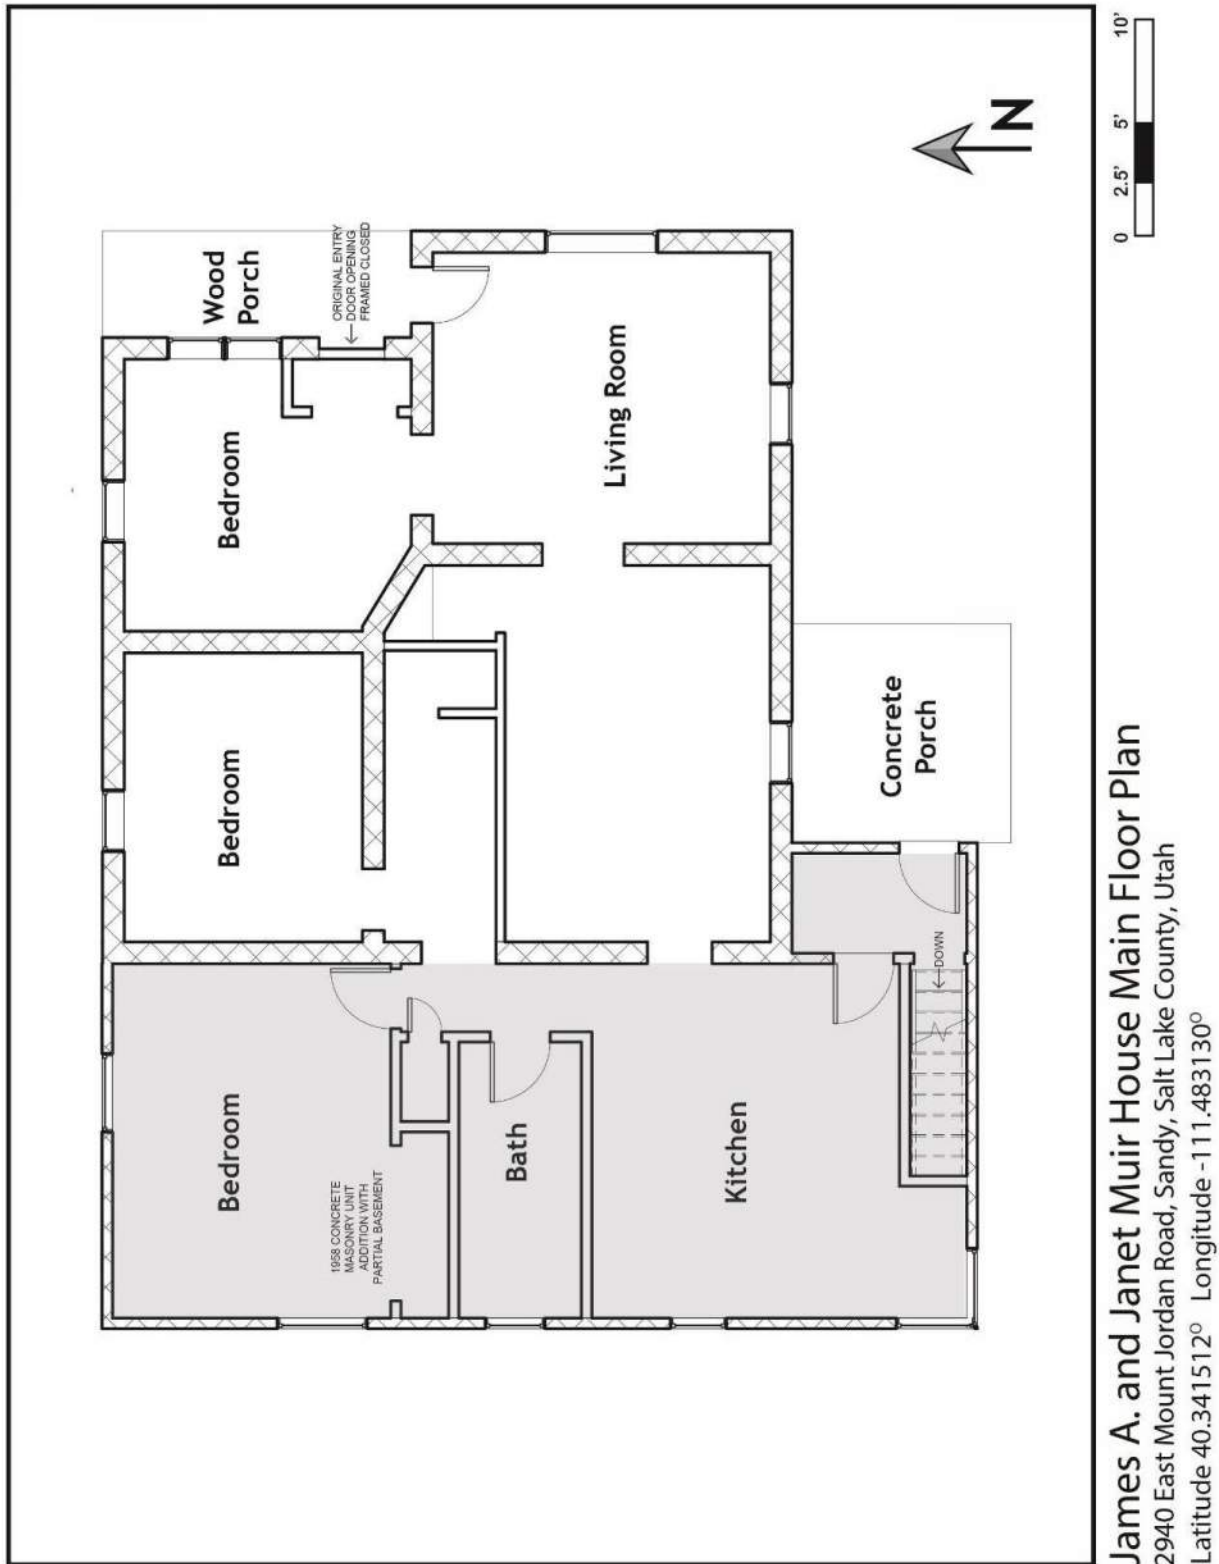 Wood
Porch
ORIGINAL ENTRY
DOOR OPENING
FRAMED CLOSED
Bedroom
Living Room
Bedroom
Concrete
Porch
DOWN
Bedroom
1958 CONCRETE
MASONRY UNIT
ADDITION WITH
PARTIAL BASEMENT
Bath
Kitchen
N
0 2.5' 5' 10'
James A. and Janet Muir House Main Floor Plan
2940 East Mount Jordan Road, Sandy, Salt Lake County, Utah
Latitude 40.341512⁰ Longitude -111.483130⁰